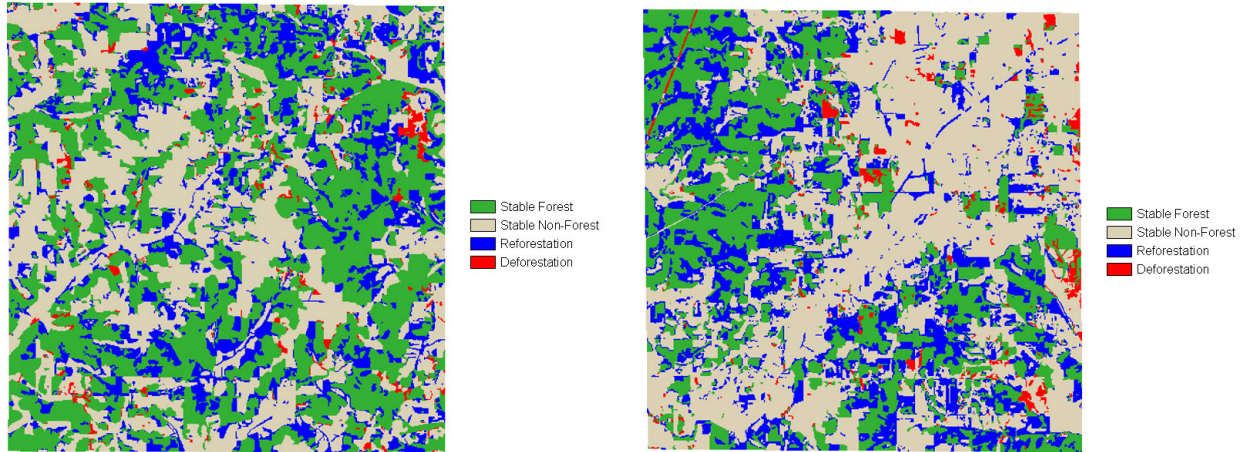 Stable Forest
Stable Non-Forest
Reforestation
Deforestation
Stable Forest
Stable Non-Forest
Reforestation
Deforestation